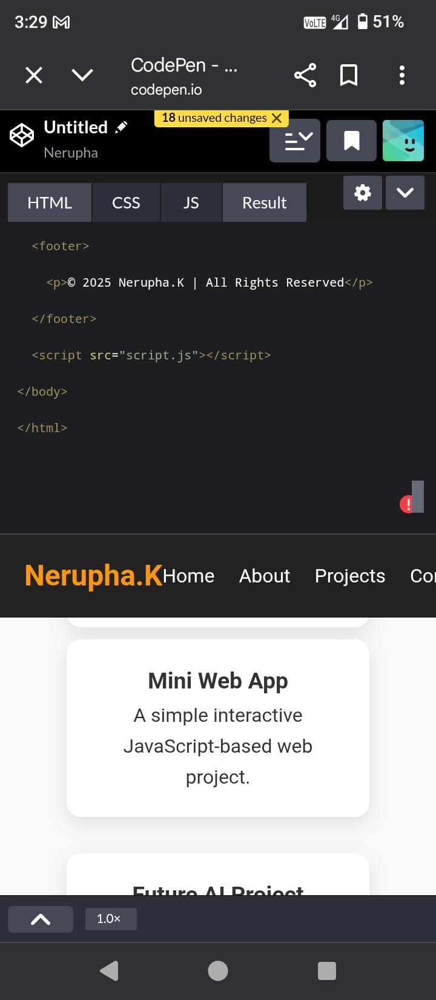 3:29
VoLTE 4G 51%
CodePen - ...
codepen.io
18 unsaved changes
Untitled
Nerupha
HTML CSS JS Result
<footer>
<p>© 2025 Nerupha.K | All Rights Reserved</p>
</footer>
<script src="script.js"></script>
</body>
</html>
Nerupha.K Home About Projects
Mini Web App
A simple interactive
JavaScript-based web
project.
Future AI Project
1.0×